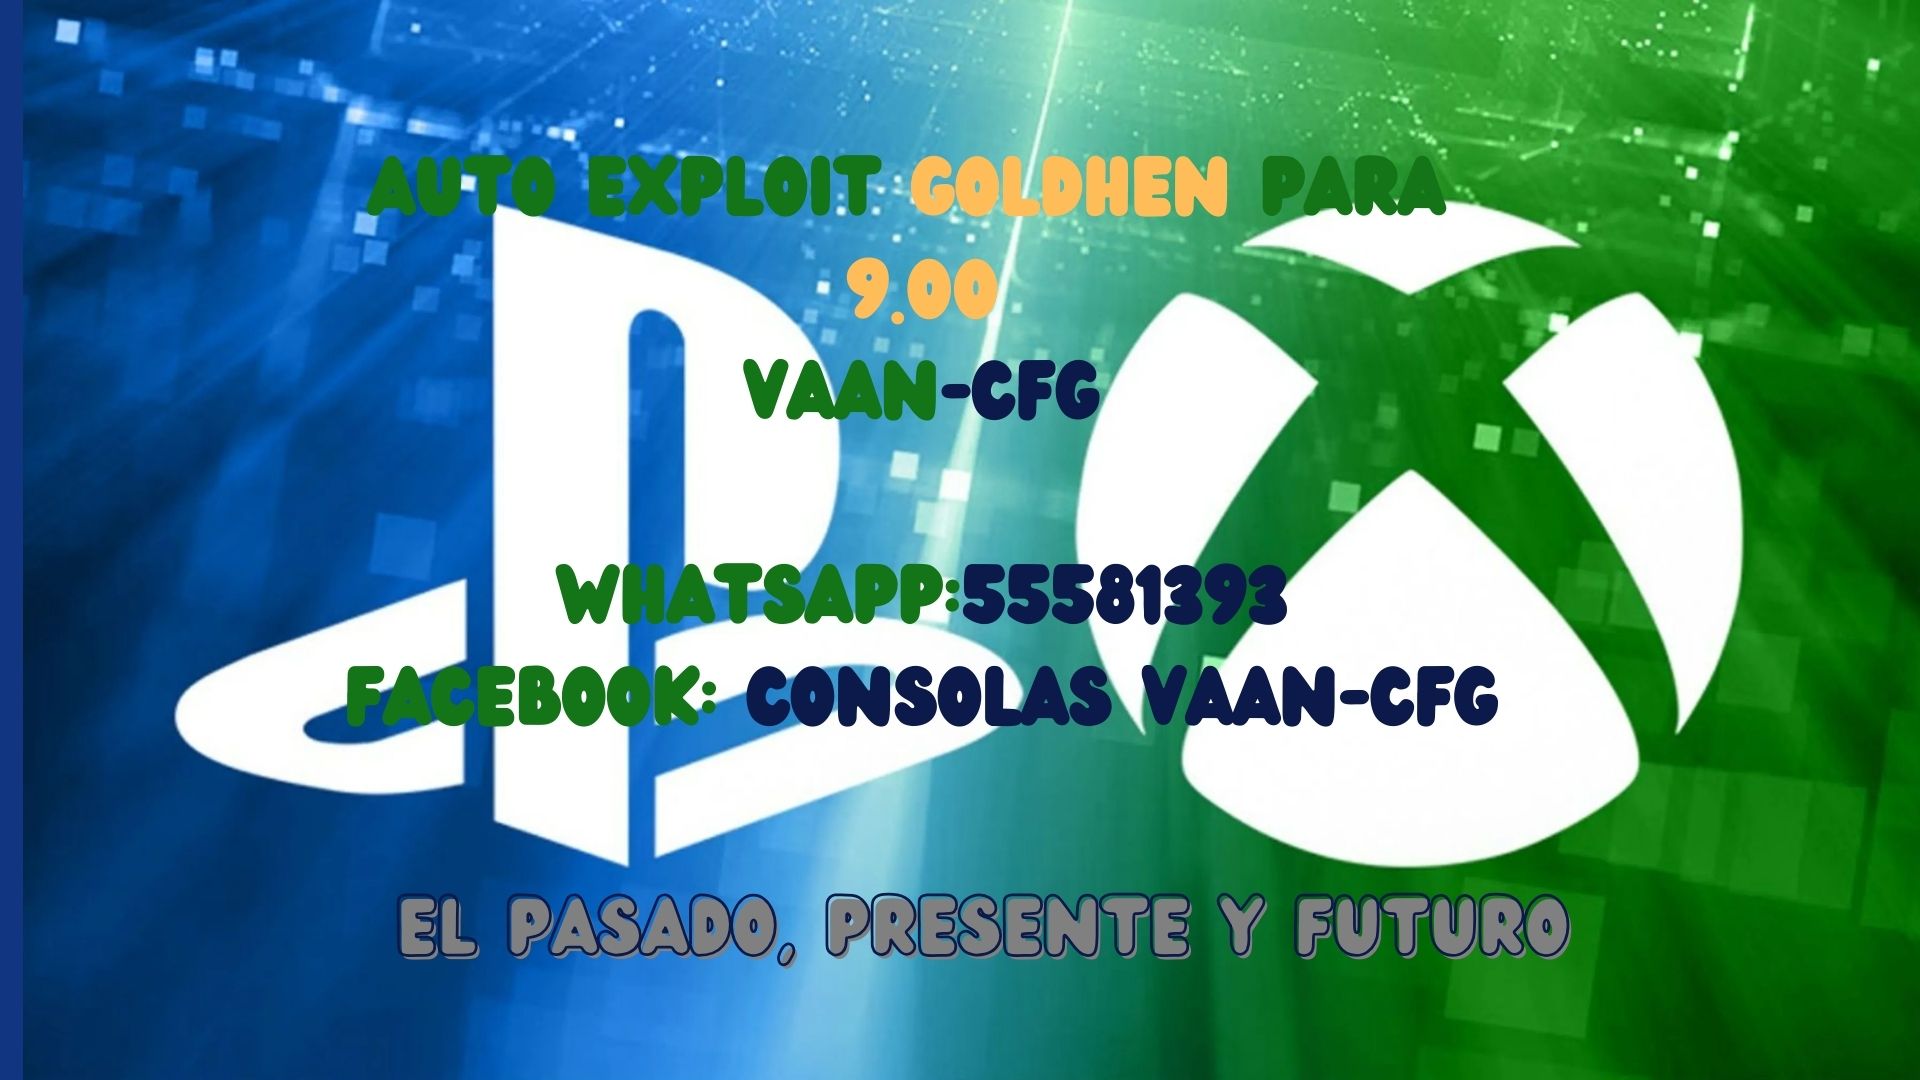 AUTO EXPLOIT GOLDHEN PARA
9.00
VAAN-CFG
WHATSAPP:55581393
FACEBOOK: CONSOLAS VAAN-CFG
EL PASADO, PRESENTE Y FUTURO